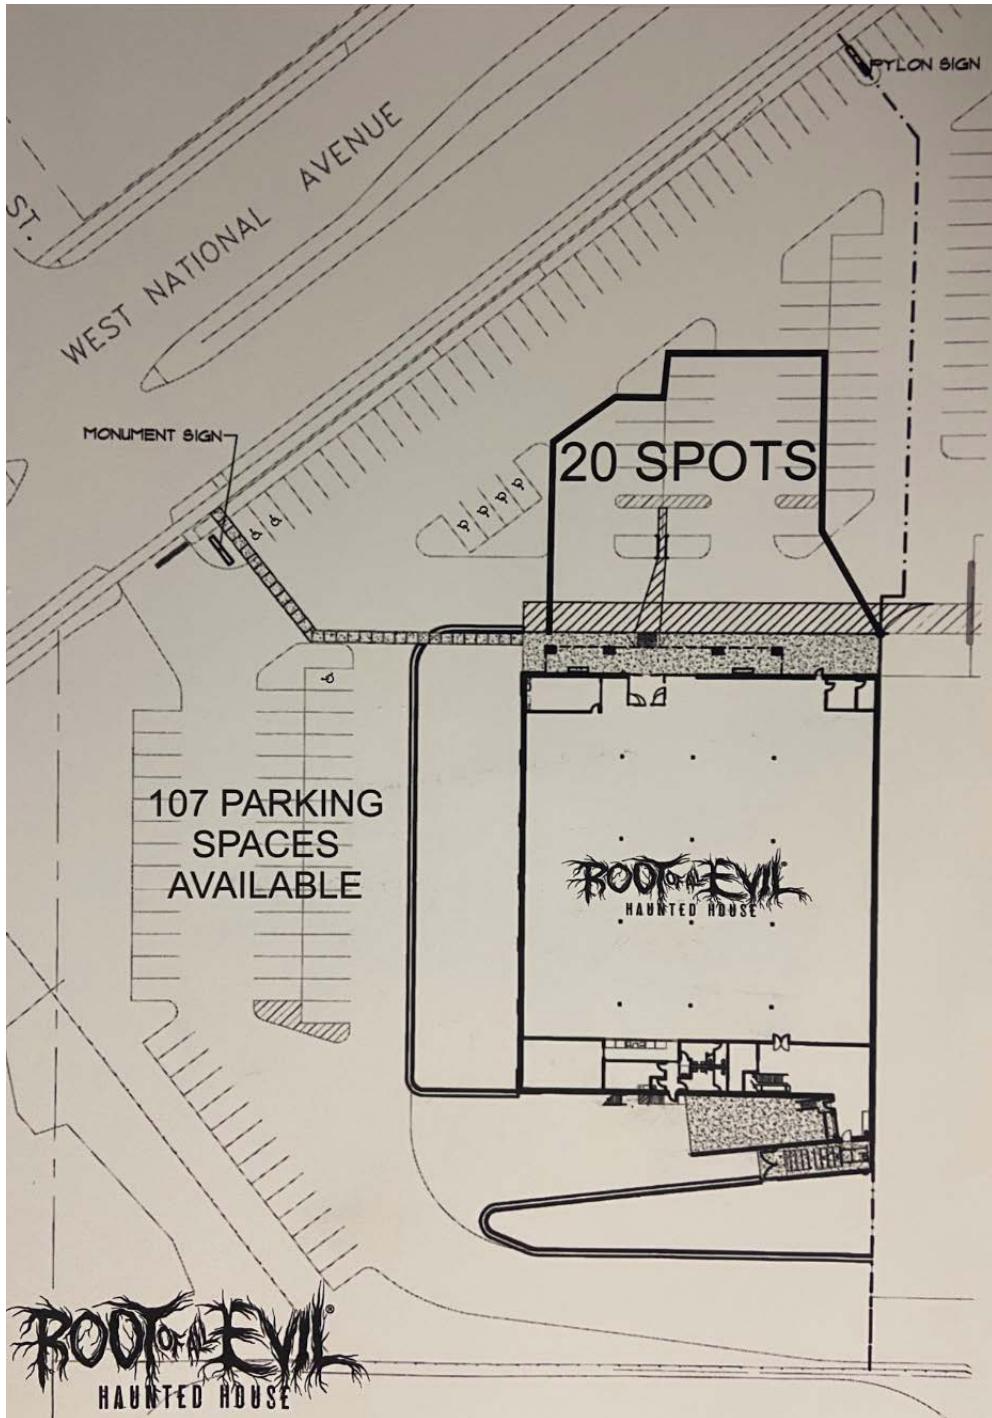 PYLON SIGN
ST.
WEST NATIONAL AVENUE
MONUMENT SIGN
20 SPOTS
107 PARKING
SPACES
AVAILABLE
ROOT OF ALL EVIL
HAUNTED HOUSE
ROOT OF ALL EVIL®
HAUNTED HOUSE